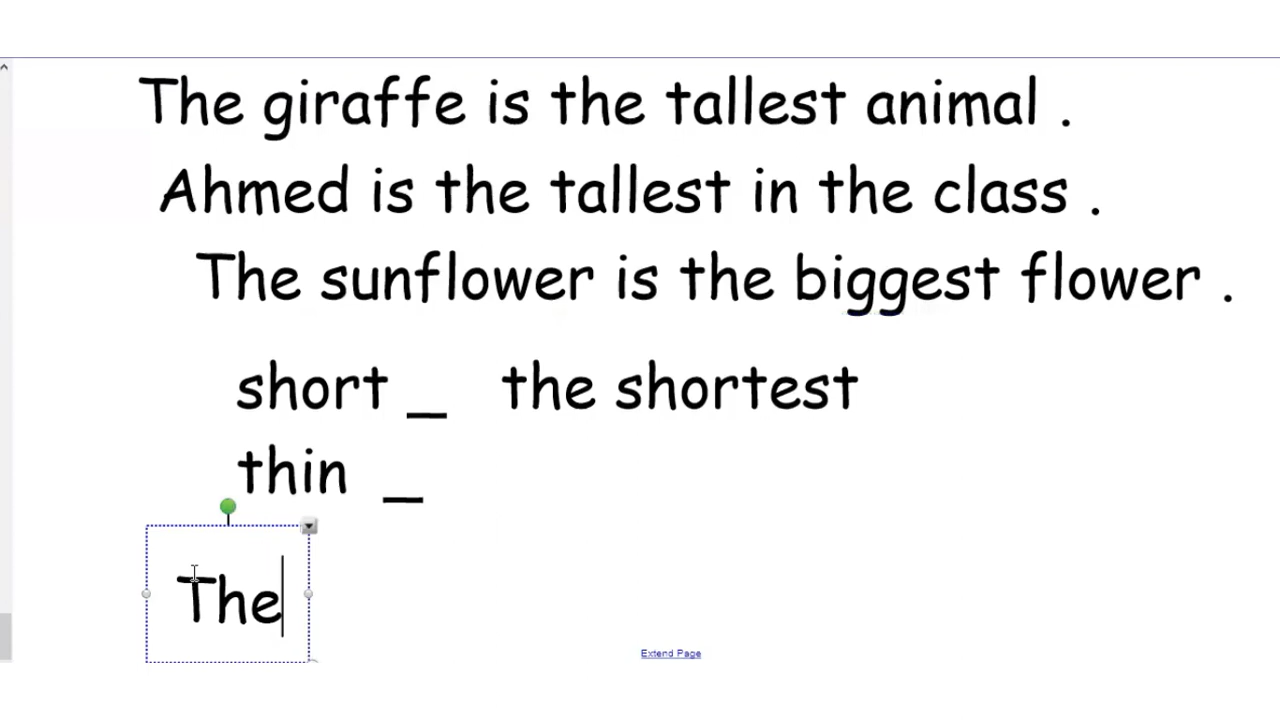 The giraffe is the tallest animal .
Ahmed is the tallest in the class .
The sunflower is the biggest flower .
short _ the shortest
thin _
The
Extend Page